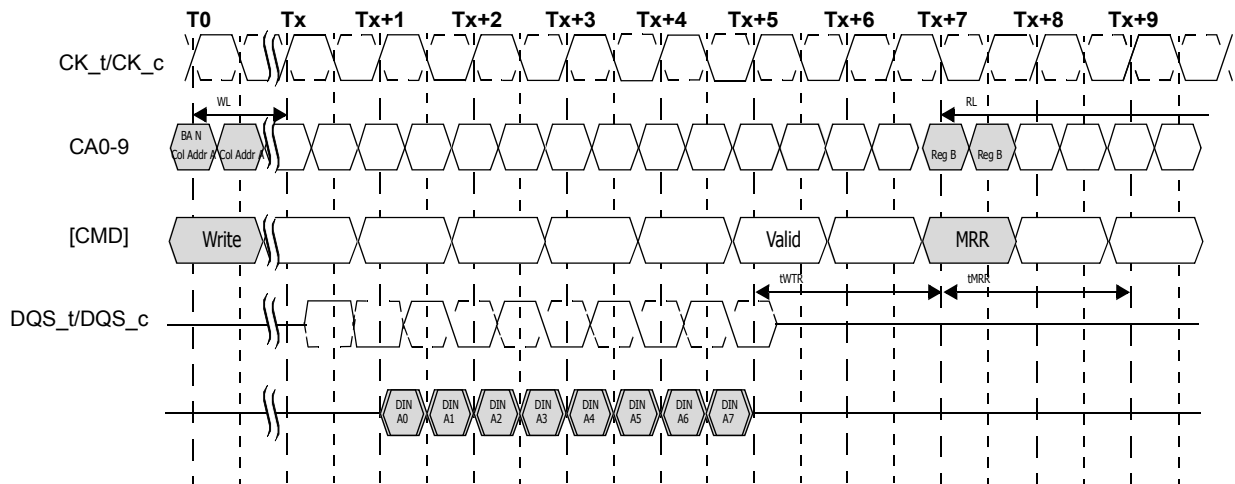 T0 Tx Tx+1 Tx+2 Tx+3 Tx+4 Tx+5 Tx+6 Tx+7 Tx+8 Tx+9
CK_t/CK_c
WL RL
CA0-9
BA N
Col Addr A Col Addr A Reg B Reg B
[CMD]
Write Valid MRR
tWTR tMRR
DQS_t/DQS_c
DIN DIN DIN DIN DIN DIN DIN DIN
A0 A1 A2 A3 A4 A5 A6 A7